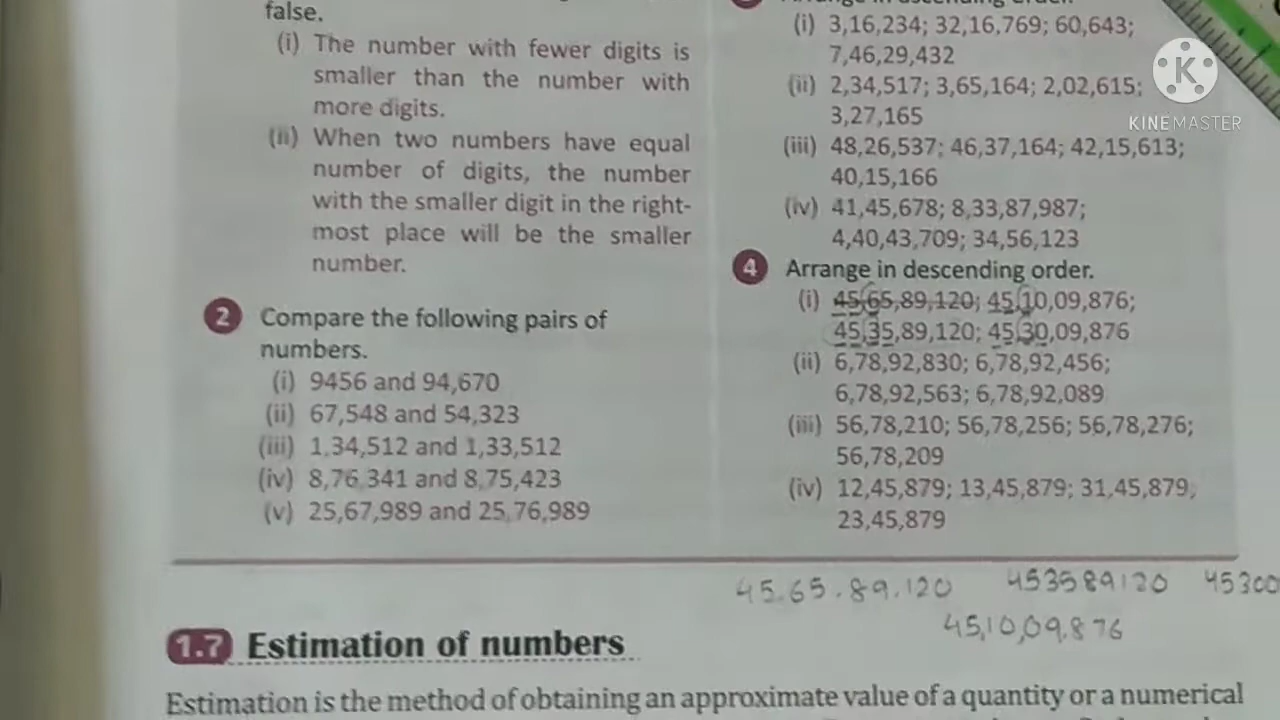 false.
(i) The number with fewer digits is
smaller than the number with
more digits.
(ii) When two numbers have equal
number of digits, the number
with the smaller digit in the right-
most place will be the smaller
number.
2 Compare the following pairs of
numbers.
(i) 9456 and 94,670
(ii) 67,548 and 54,323
(iii) 1,34,512 and 1,33,512
(iv) 8,76,341 and 8,75,423
(v) 25,67,989 and 25,76,989
(i) 3,16,234; 32,16,769; 60,643;
7,46,29,432
(ii) 2,34,517; 3,65,164; 2,02,615;
3,27,165
(iii) 48,26,537; 46,37,164; 42,15,613;
40,15,166
(iv) 41,45,678; 8,33,87,987;
4,40,43,709; 34,56,123
4 Arrange in descending order.
(i) 45,65,89,120; 45,10,09,876;
45,35,89,120; 45,30,09,876
(ii) 6,78,92,830; 6,78,92,456;
6,78,92,563; 6,78,92,089
(iii) 56,78,210; 56,78,256; 56,78,276;
56,78,209
(iv) 12,45,879; 13,45,879; 31,45,879,
23,45,879
K
KINEMASTER
45.65.89.120 453589120 45300
45,10,09.876
1.7 Estimation of numbers
Estimation is the method of obtaining an approximate value of a quantity or a numerical